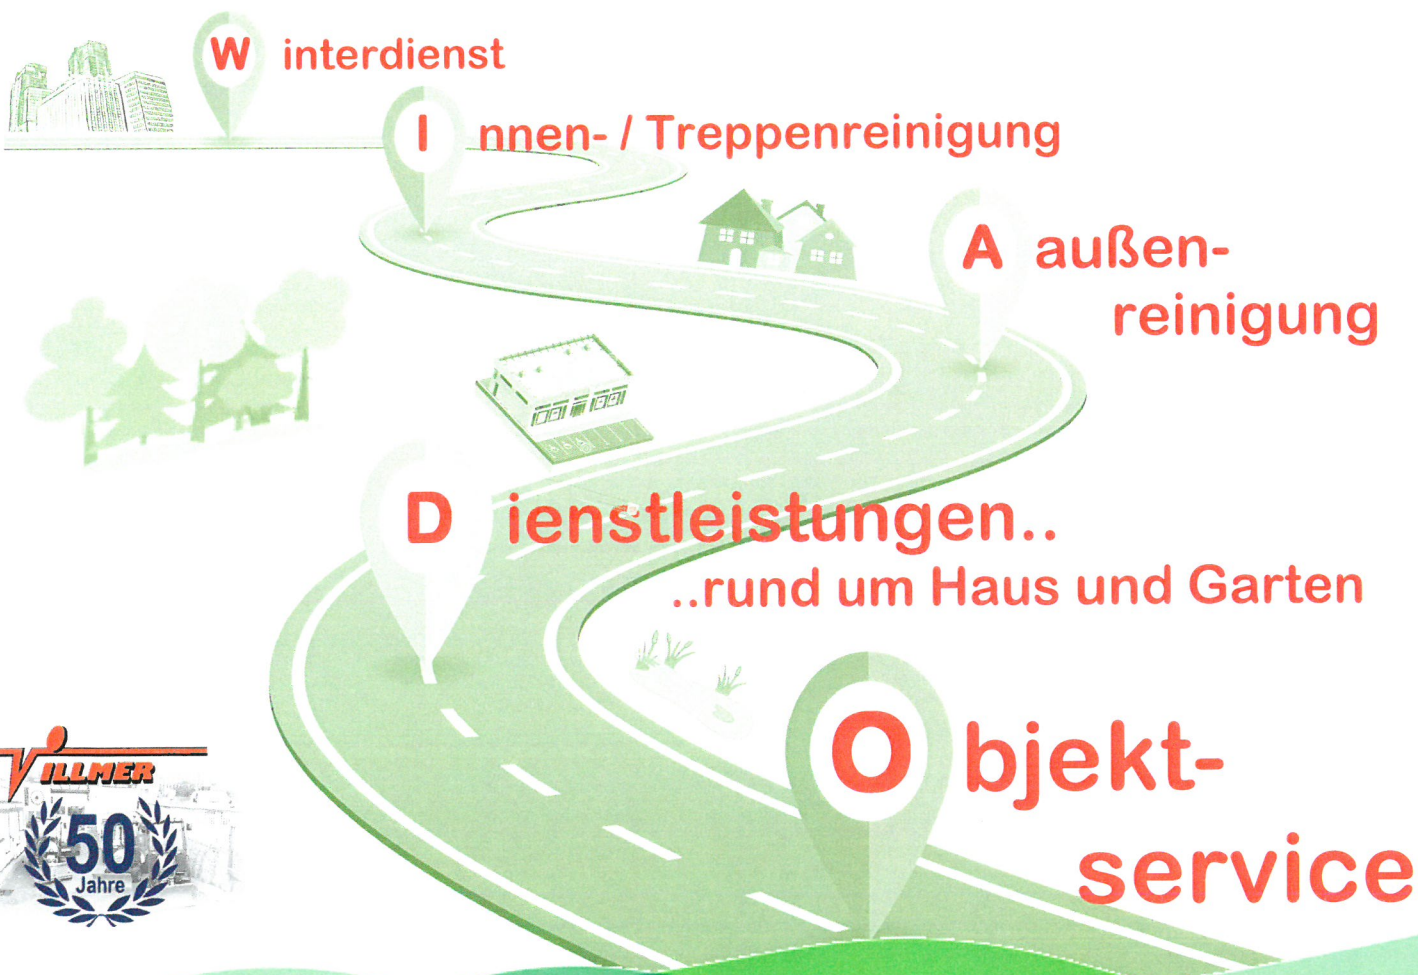 W interdienst
I nnen- / Treppenreinigung
A außen-
reinigung
D ienstleistungen..
..rund um Haus und Garten
O bjekt-
service
VILLMER
50
Jahre